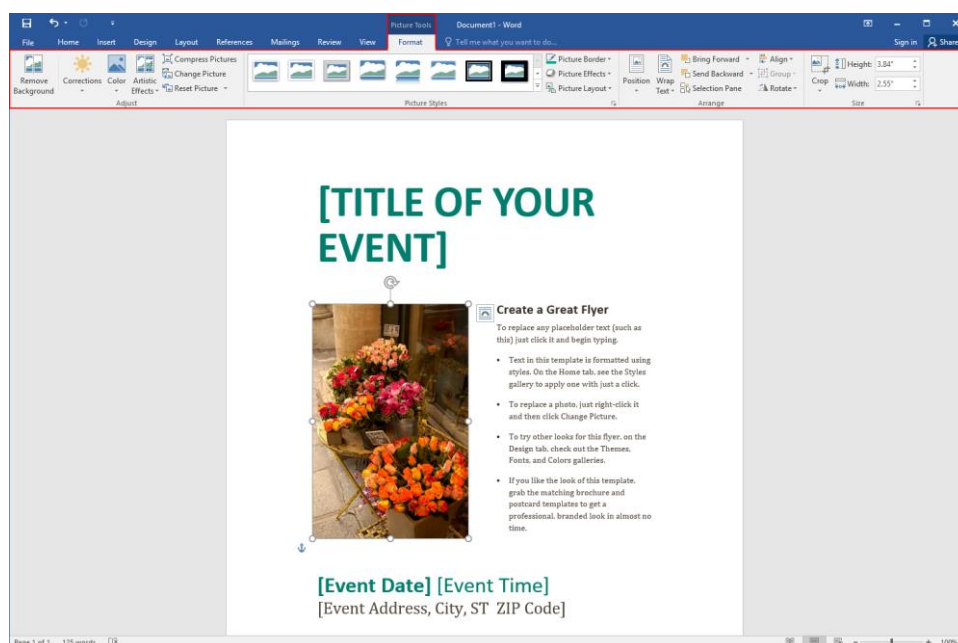 Picture Tools Document1 - Word
File Home Insert Design Layout References Mailings Review View Format Tell me what you want to do... Sign in Share
Remove Background
Corrections
Color
Artistic Effects
Compress Pictures
Change Picture
Reset Picture
Adjust
Picture Styles
Picture Border
Picture Effects
Picture Layout
Position
Wrap Text
Bring Forward
Send Backward
Selection Pane
Align
Group
Rotate
Arrange
Crop
Height: 3.84"
Width: 2.55"
Size
[TITLE OF YOUR
EVENT]
Create a Great Flyer
To replace any placeholder text (such as
this) just click it and begin typing.
• Text in this template is formatted using
styles. On the Home tab, see the Styles
gallery to apply one with just a click.
• To replace a photo, just right-click it
and then click Change Picture.
• To try other looks for this flyer, on the
Design tab, check out the Themes,
Fonts, and Colors galleries.
• If you like the look of this template,
grab the matching brochure and
postcard templates to get a
professional, branded look in almost no
time.
[Event Date] [Event Time]
[Event Address, City, ST ZIP Code]
Page 1 of 1 125 words 100%